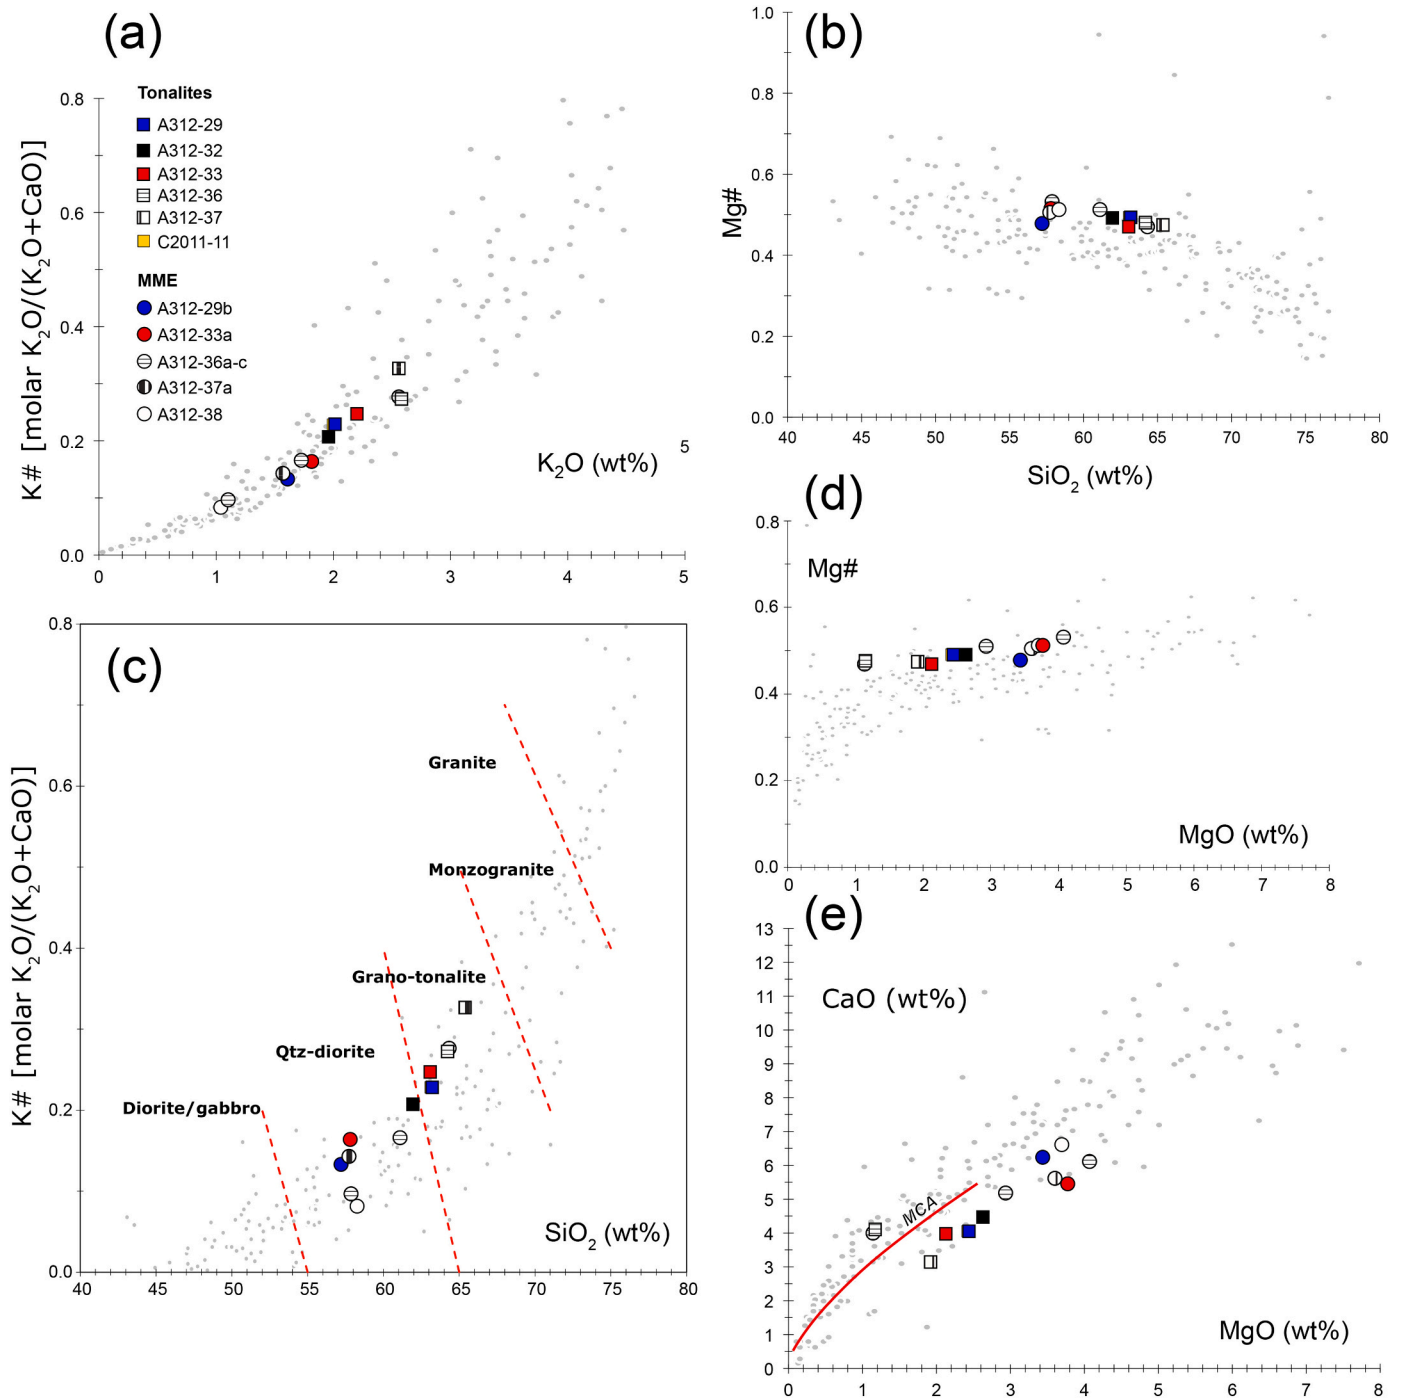 (a)
Tonalites
A312-29
A312-32
A312-33
A312-36
A312-37
C2011-11
MME
A312-29b
A312-33a
A312-36a-c
A312-37a
A312-38
K# [molar K₂O/(K₂O+CaO)]
0.8
0.6
0.4
0.2
0.0
0 1 2 3 4 5
K₂O (wt%)
5
(b)
Mg#
1.0
0.8
0.6
0.4
0.2
0.0
40 45 50 55 60 65 70 75 80
SiO₂ (wt%)
(c)
K# [molar K₂O/(K₂O+CaO)]
0.8
0.6
0.4
0.2
0.0
Granite
Monzogranite
Grano-tonalite
Qtz-diorite
Diorite/gabbro
SiO₂ (wt%)
40 45 50 55 60 65 70 75 80
(d)
Mg#
0.8
0.6
0.4
0.2
0.0
MgO (wt%)
0 1 2 3 4 5 6 7 8
(e)
CaO (wt%)
13
12
11
10
9
8
7
6
5
4
3
2
1
0
MCA
MgO (wt%)
0 1 2 3 4 5 6 7 8